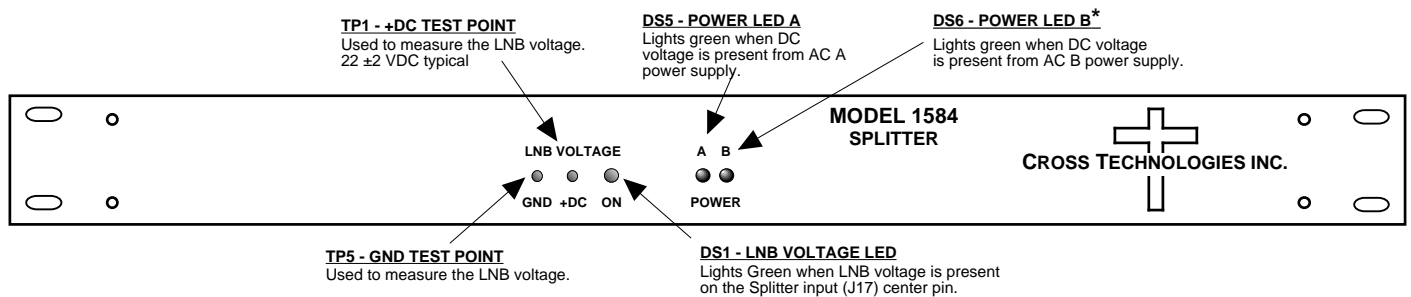 TP1 - +DC TEST POINT
Used to measure the LNB voltage.
22 ±2 VDC typical
DS5 - POWER LED A
Lights green when DC
voltage is present from AC A
power supply.
DS6 - POWER LED B*
Lights green when DC voltage
is present from AC B power supply.
MODEL 1584
SPLITTER
LNB VOLTAGE
A B
CROSS TECHNOLOGIES INC.
GND +DC ON
POWER
TP5 - GND TEST POINT
Used to measure the LNB voltage.
DS1 - LNB VOLTAGE LED
Lights Green when LNB voltage is present
on the Splitter input (J17) center pin.